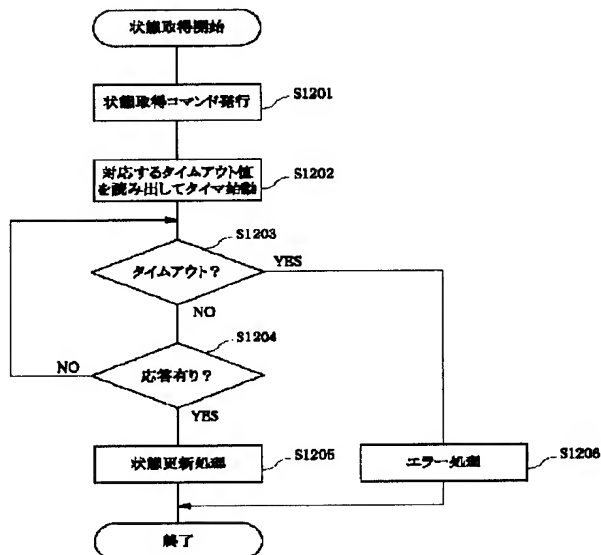 状態取得開始
状態取得コマンド発行
S1201
対応するタイムアウト値
を読み出してタイマ始動
S1202
S1203
タイムアウト?
YES
NO
S1204
応答有り?
NO
YES
状態更新処理
S1205
エラー処理
S1206
終了